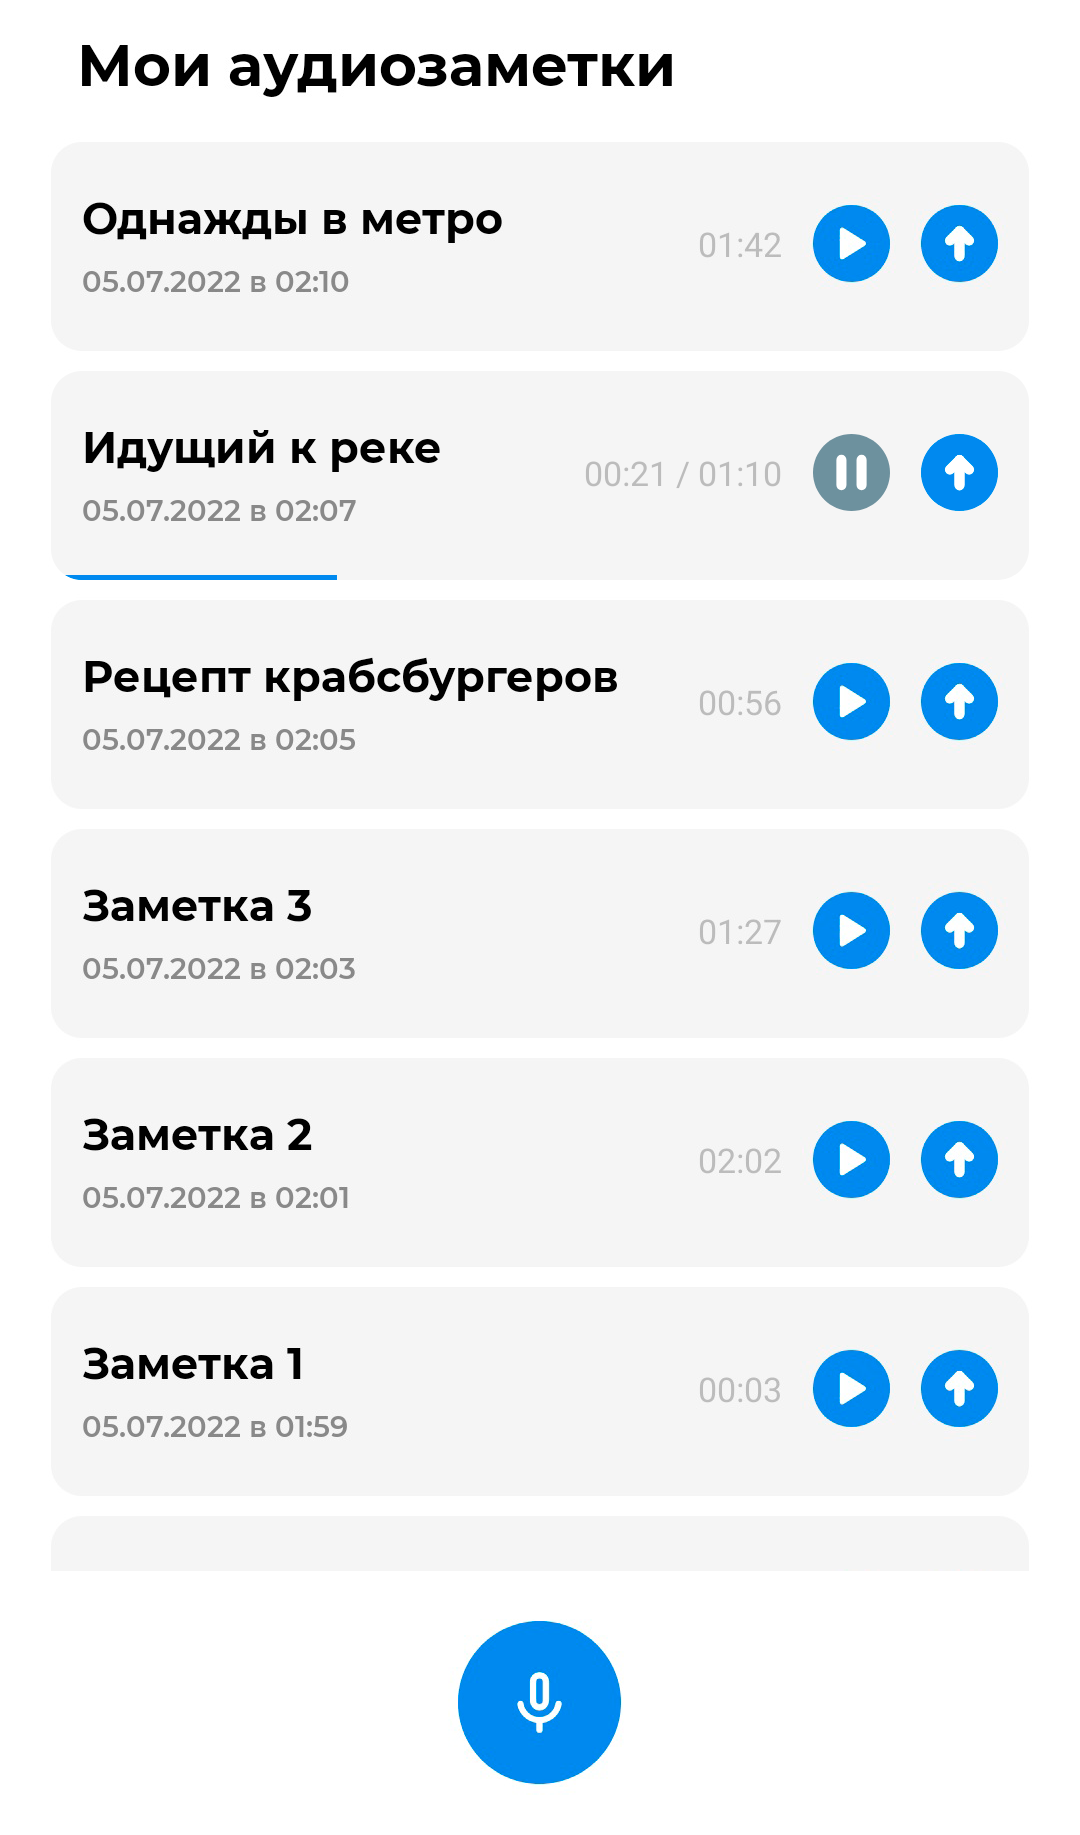 Мои аудиозаметки
Однажды в метро
01:42
05.07.2022 в 02:10
Идущий к реке
00:21 / 01:10
05.07.2022 в 02:07
Рецепт крабсбургеров
00:56
05.07.2022 в 02:05
Заметка 3
01:27
05.07.2022 в 02:03
Заметка 2
02:02
05.07.2022 в 02:01
Заметка 1
00:03
05.07.2022 в 01:59